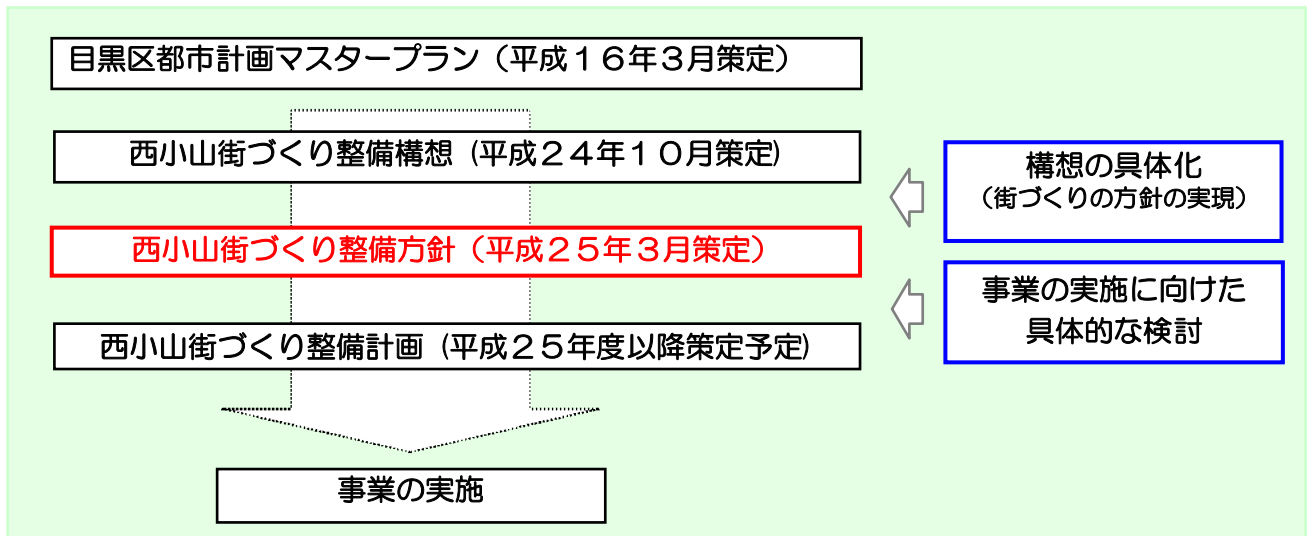 目黒区都市計画マスタープラン（平成１６年３月策定）
西小山街づくり整備構想 (平成２４年１０月策定)
西小山街づくり整備方針（平成２５年３月策定）
西小山街づくり整備計画 (平成２５年度以降策定予定)
事業の実施
構想の具体化
（街づくりの方針の実現）
事業の実施に向けた
具体的な検討